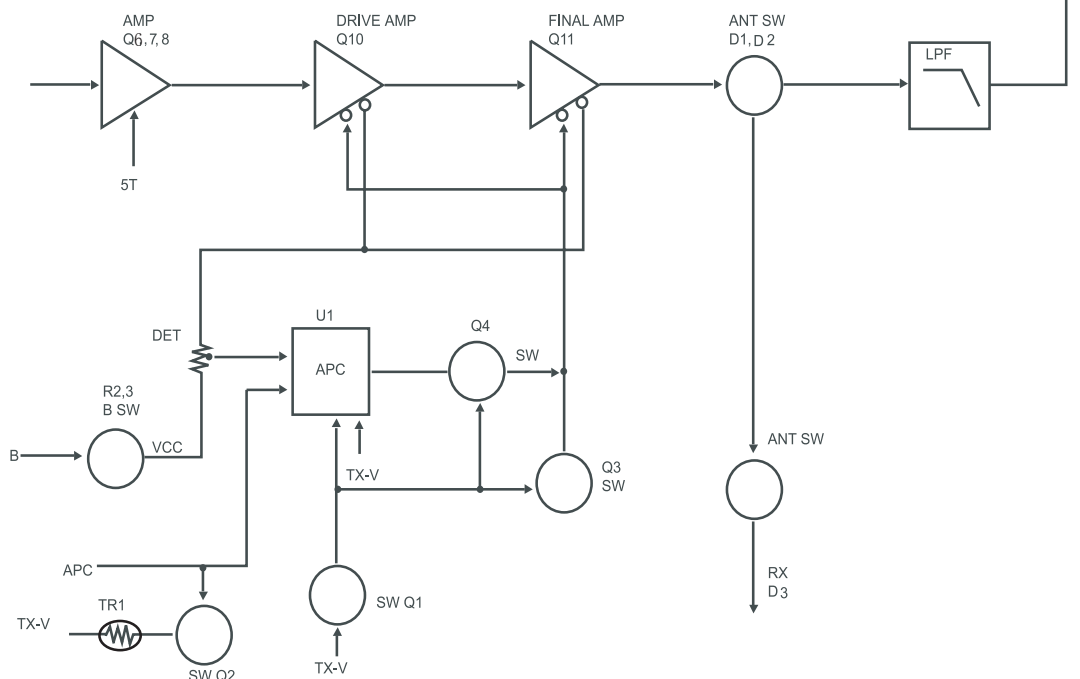 AMP
Q6,7,8
DRIVE AMP
Q10
FINAL AMP
Q11
ANT SW
D1,D2
LPF
5T
DET
U1
APC
Q4
SW
R2,3
B SW
B
VCC
TX-V
Q3
SW
ANT SW
APC
RX
D3
TR1
TX-V
SW Q1
SW Q2
TX-V